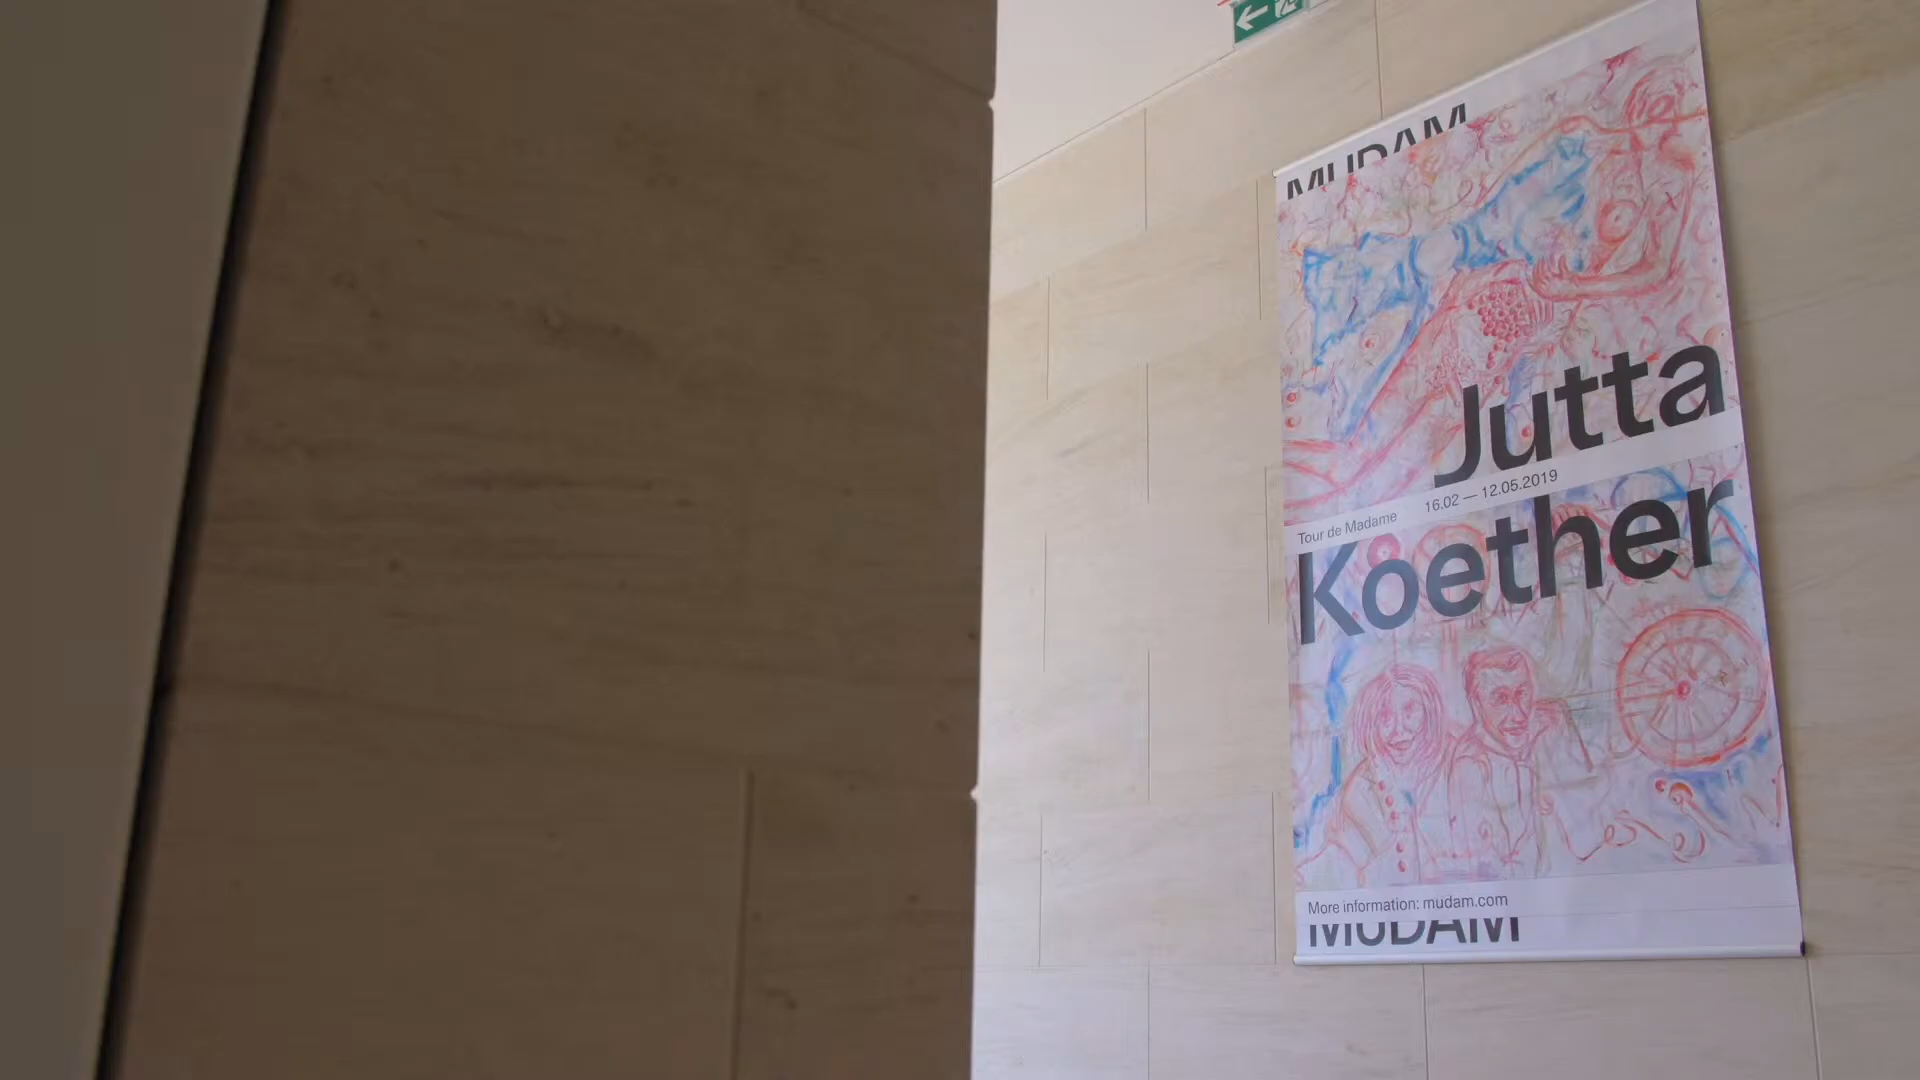 MUDAM
Jutta
Tour de Madame 16.02 — 12.05.2019
Koether
More information: mudam.com
MUDAM